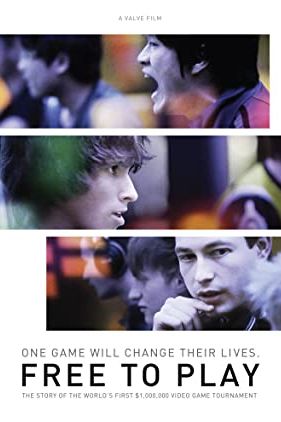 A VALVE FILM
ONE GAME WILL CHANGE THEIR LIVES.
FREE TO PLAY
THE STORY OF THE WORLD'S FIRST $1,000,000 VIDEO GAME TOURNAMENT